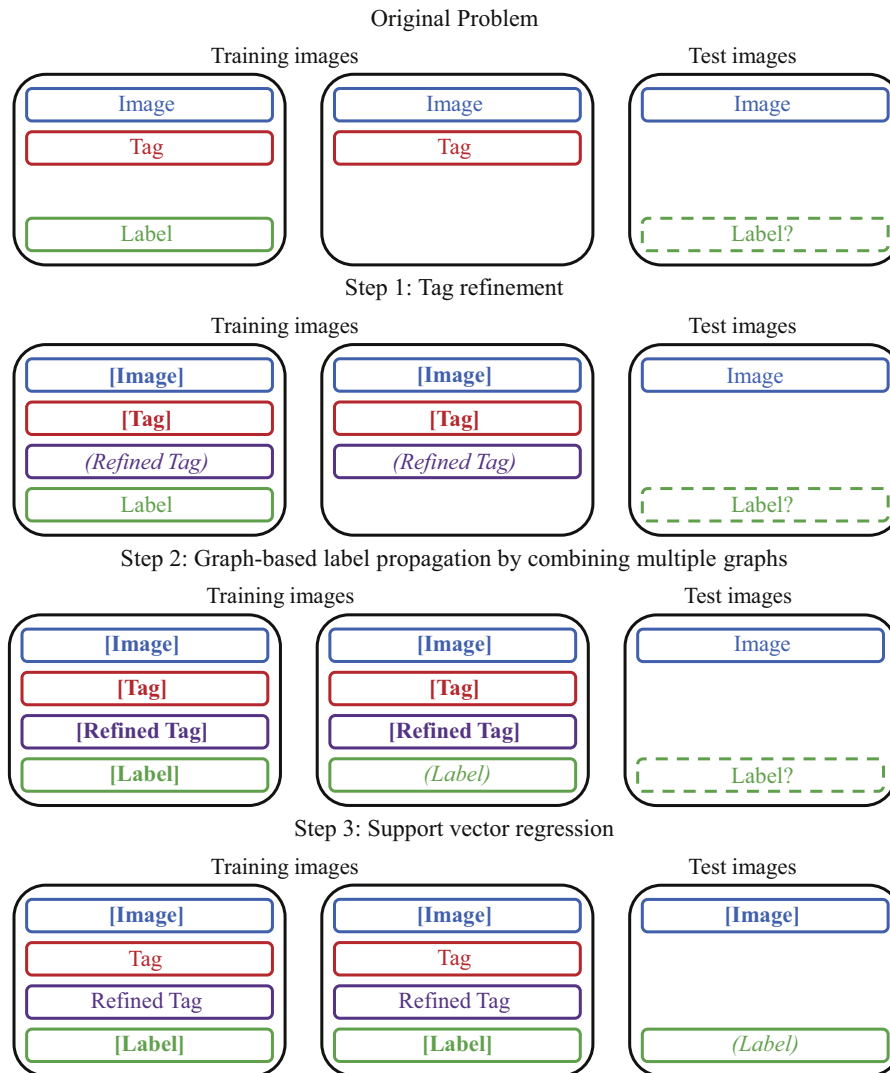 Original Problem
Training images Test images
Image Image Image
Tag Tag
Label Label?
Step 1: Tag refinement
Training images Test images
[Image] [Image] Image
[Tag] [Tag]
(Refined Tag) (Refined Tag)
Label Label?
Step 2: Graph-based label propagation by combining multiple graphs
Training images Test images
[Image] [Image] Image
[Tag] [Tag]
[Refined Tag] [Refined Tag]
[Label] (Label) Label?
Step 3: Support vector regression
Training images Test images
[Image] [Image] [Image]
Tag Tag
Refined Tag Refined Tag
[Label] [Label] (Label)